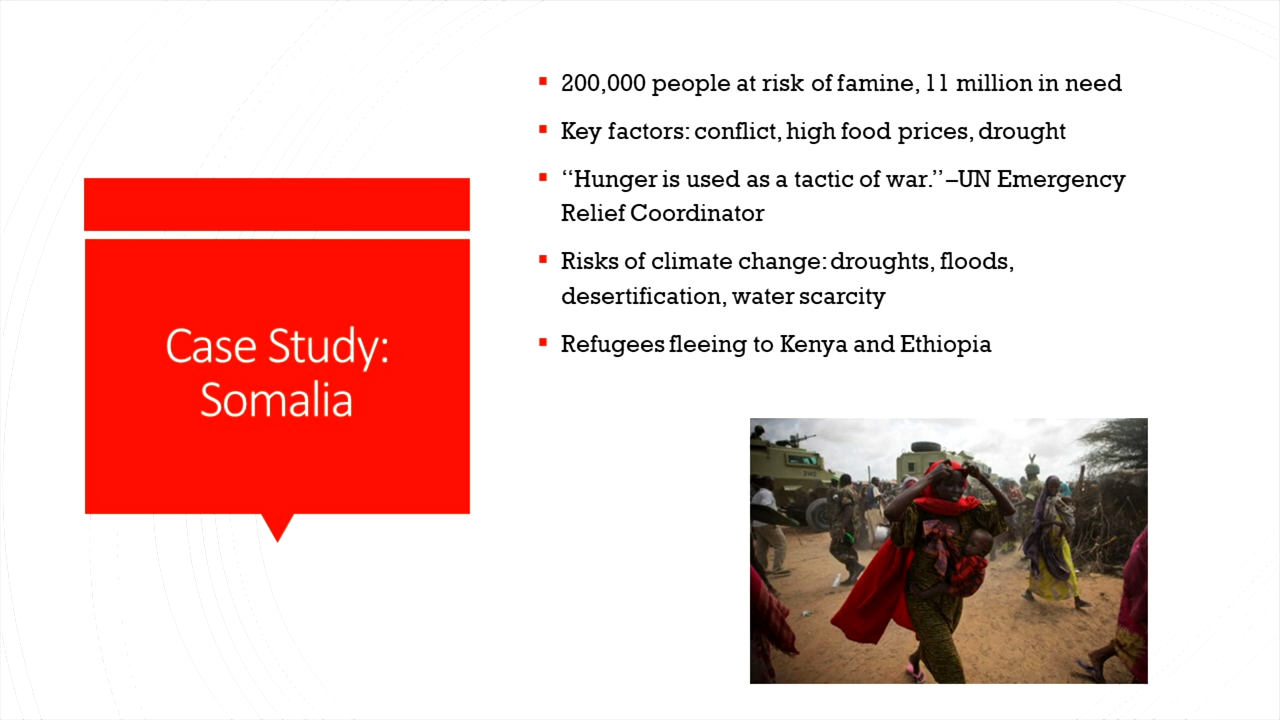 Case Study:
Somalia
▪ 200,000 people at risk of famine, 11 million in need
▪ Key factors: conflict, high food prices, drought
▪ “Hunger is used as a tactic of war.” –UN Emergency
Relief Coordinator
▪ Risks of climate change: droughts, floods,
desertification, water scarcity
▪ Refugees fleeing to Kenya and Ethiopia